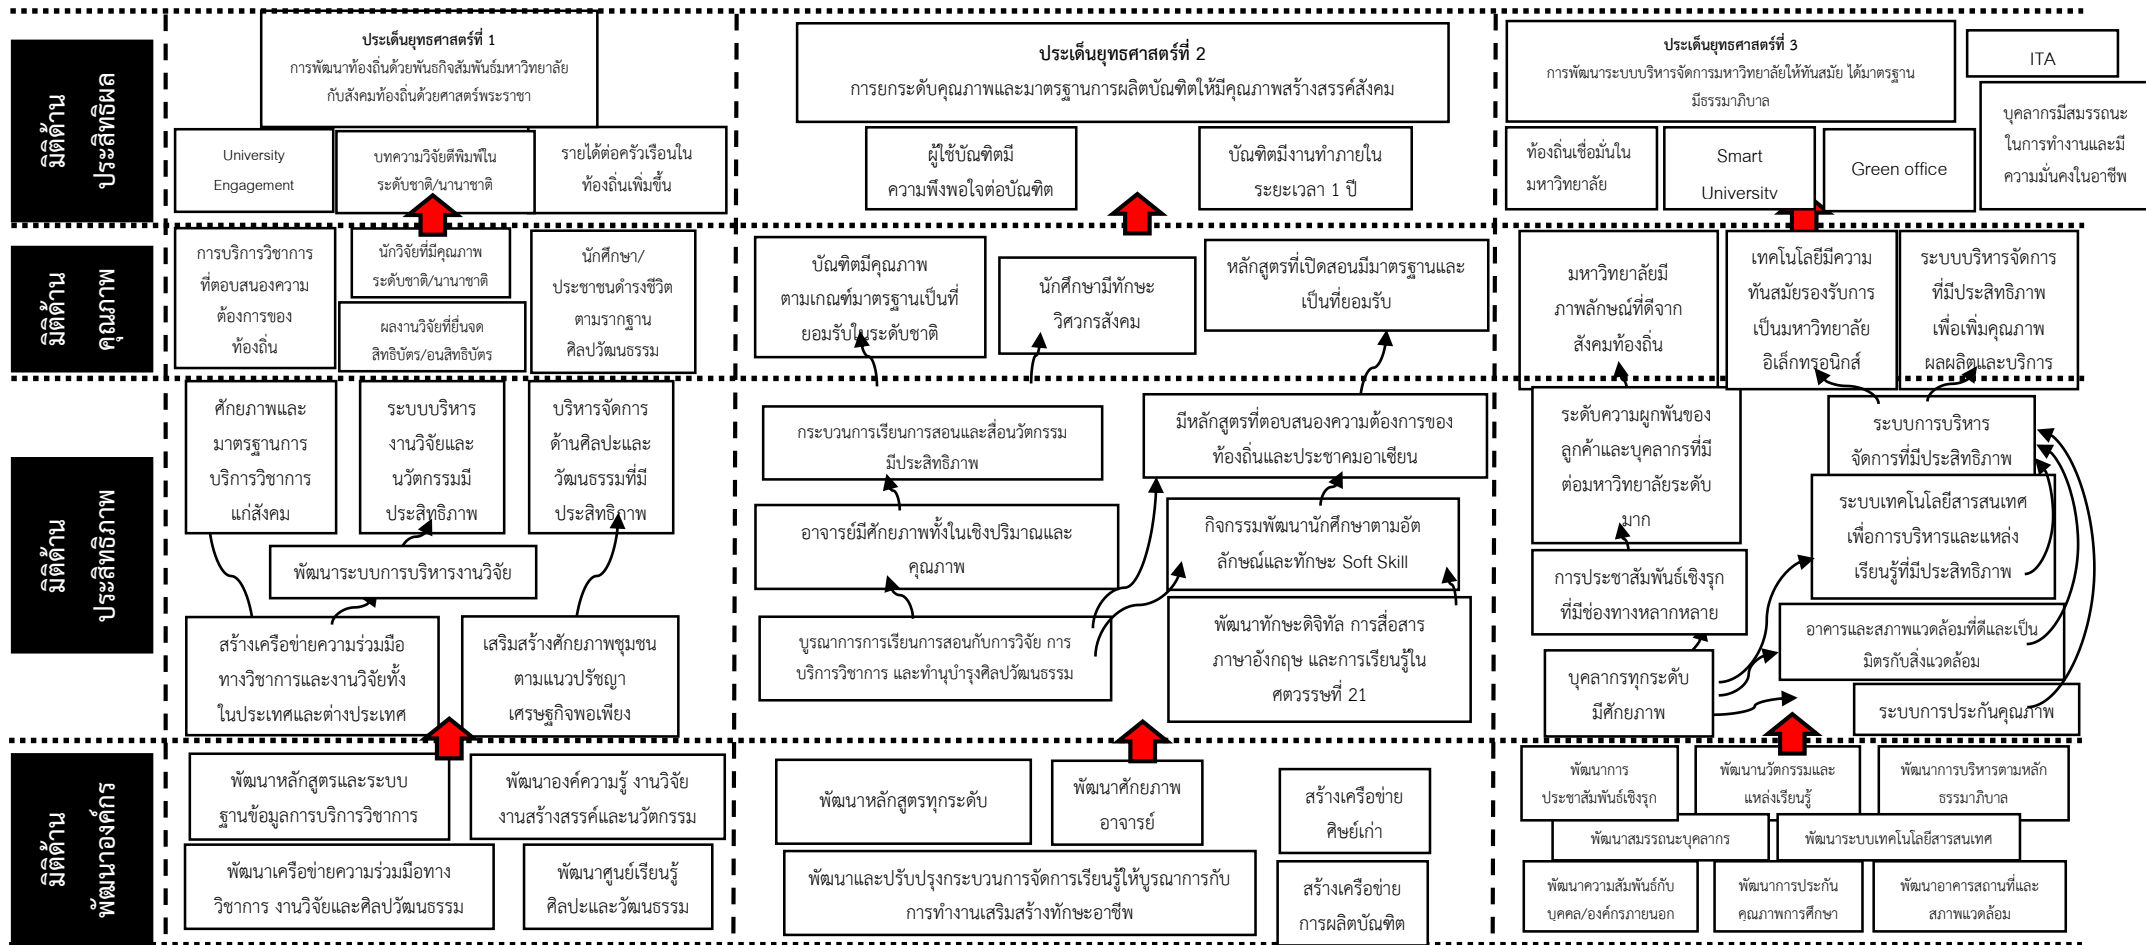 มิติด้าน
ประสิทธิผล
ประเด็นยุทธศาสตร์ที่ 1
การพัฒนาท้องถิ่นด้วยพันธกิจสัมพันธ์มหาวิทยาลัย
กับสังคมท้องถิ่นด้วยศาสตร์พระราชา
University
Engagement
บทความวิจัยตีพิมพ์ใน
ระดับชาติ/นานาชาติ
รายได้ต่อครัวเรือนใน
ท้องถิ่นเพิ่มขึ้น
ประเด็นยุทธศาสตร์ที่ 2
การยกระดับคุณภาพและมาตรฐานการผลิตบัณฑิตให้มีคุณภาพสร้างสรรค์สังคม
ผู้ใช้บัณฑิตมี
ความพึงพอใจต่อบัณฑิต
บัณฑิตมีงานทำภายใน
ระยะเวลา 1 ปี
ประเด็นยุทธศาสตร์ที่ 3
การพัฒนาระบบบริหารจัดการมหาวิทยาลัยให้ทันสมัย ได้มาตรฐาน
มีธรรมาภิบาล
ITA
ท้องถิ่นเชื่อมั่นใน
มหาวิทยาลัย
Smart
University
Green office
บุคลากรมีสมรรถนะ
ในการทำงานและมี
ความมั่นคงในอาชีพ
มิติด้าน
คุณภาพ
การบริการวิชาการ
ที่ตอบสนองความ
ต้องการของ
ท้องถิ่น
นักวิจัยที่มีคุณภาพ
ระดับชาติ/นานาชาติ
ผลงานวิจัยที่ยื่นจด
สิทธิบัตร/อนุสิทธิบัตร
นักศึกษา/
ประชาชนดำรงชีวิต
ตามรากฐาน
ศิลปวัฒนธรรม
บัณฑิตมีคุณภาพ
ตามเกณฑ์มาตรฐานเป็นที่
ยอมรับในระดับชาติ
นักศึกษามีทักษะ
วิศวกรสังคม
หลักสูตรที่เปิดสอนมีมาตรฐานและ
เป็นที่ยอมรับ
มหาวิทยาลัยมี
ภาพลักษณ์ที่ดีจาก
สังคมท้องถิ่น
เทคโนโลยีมีความ
ทันสมัยรองรับการ
เป็นมหาวิทยาลัย
อิเล็กทรอนิกส์
ระบบบริหารจัดการ
ที่มีประสิทธิภาพ
เพื่อเพิ่มคุณภาพ
ผลผลิตและบริการ
มิติด้าน
ประสิทธิภาพ
ศักยภาพและ
มาตรฐานการ
บริการวิชาการ
แก่สังคม
ระบบบริหาร
งานวิจัยและ
นวัตกรรมมี
ประสิทธิภาพ
บริหารจัดการ
ด้านศิลปะและ
วัฒนธรรมที่มี
ประสิทธิภาพ
พัฒนาระบบการบริหารงานวิจัย
สร้างเครือข่ายความร่วมมือ
ทางวิชาการและงานวิจัยทั้ง
ในประเทศและต่างประเทศ
เสริมสร้างศักยภาพชุมชน
ตามแนวปรัชญา
เศรษฐกิจพอเพียง
กระบวนการเรียนการสอนและสื่อนวัตกรรม
มีประสิทธิภาพ
มีหลักสูตรที่ตอบสนองความต้องการของ
ท้องถิ่นและประชาคมอาเซียน
อาจารย์มีศักยภาพทั้งในเชิงปริมาณและ
คุณภาพ
กิจกรรมพัฒนานักศึกษาตามอัต
ลักษณ์และทักษะ Soft Skill
บูรณาการการเรียนการสอนกับการวิจัย การ
บริการวิชาการ และทำนุบำรุงศิลปวัฒนธรรม
พัฒนาทักษะดิจิทัล การสื่อสาร
ภาษาอังกฤษ และการเรียนรู้ใน
ศตวรรษที่ 21
ระดับความผูกพันของ
ลูกค้าและบุคลากรที่มี
ต่อมหาวิทยาลัยระดับ
มาก
ระบบการบริหาร
จัดการที่มีประสิทธิภาพ
ระบบเทคโนโลยีสารสนเทศ
เพื่อการบริหารและแหล่ง
เรียนรู้ที่มีประสิทธิภาพ
การประชาสัมพันธ์เชิงรุก
ที่มีช่องทางหลากหลาย
อาคารและสภาพแวดล้อมที่ดีและเป็น
มิตรกับสิ่งแวดล้อม
บุคลากรทุกระดับ
มีศักยภาพ
ระบบการประกันคุณภาพ
มิติด้าน
พัฒนาองค์กร
พัฒนาหลักสูตรและระบบ
ฐานข้อมูลการบริการวิชาการ
พัฒนาองค์ความรู้ งานวิจัย
งานสร้างสรรค์และนวัตกรรม
พัฒนาเครือข่ายความร่วมมือทาง
วิชาการ งานวิจัยและศิลปวัฒนธรรม
พัฒนาศูนย์เรียนรู้
ศิลปะและวัฒนธรรม
พัฒนาหลักสูตรทุกระดับ
พัฒนาศักยภาพ
อาจารย์
สร้างเครือข่าย
ศิษย์เก่า
พัฒนาและปรับปรุงกระบวนการจัดการเรียนรู้ให้บูรณาการกับ
การทำงานเสริมสร้างทักษะอาชีพ
สร้างเครือข่าย
การผลิตบัณฑิต
พัฒนาการ
ประชาสัมพันธ์เชิงรุก
พัฒนานวัตกรรมและ
แหล่งเรียนรู้
พัฒนาการบริหารตามหลัก
ธรรมาภิบาล
พัฒนาสมรรถนะบุคลากร
พัฒนาระบบเทคโนโลยีสารสนเทศ
พัฒนาความสัมพันธ์กับ
บุคคล/องค์กรภายนอก
พัฒนาการประกัน
คุณภาพการศึกษา
พัฒนาอาคารสถานที่และ
สภาพแวดล้อม